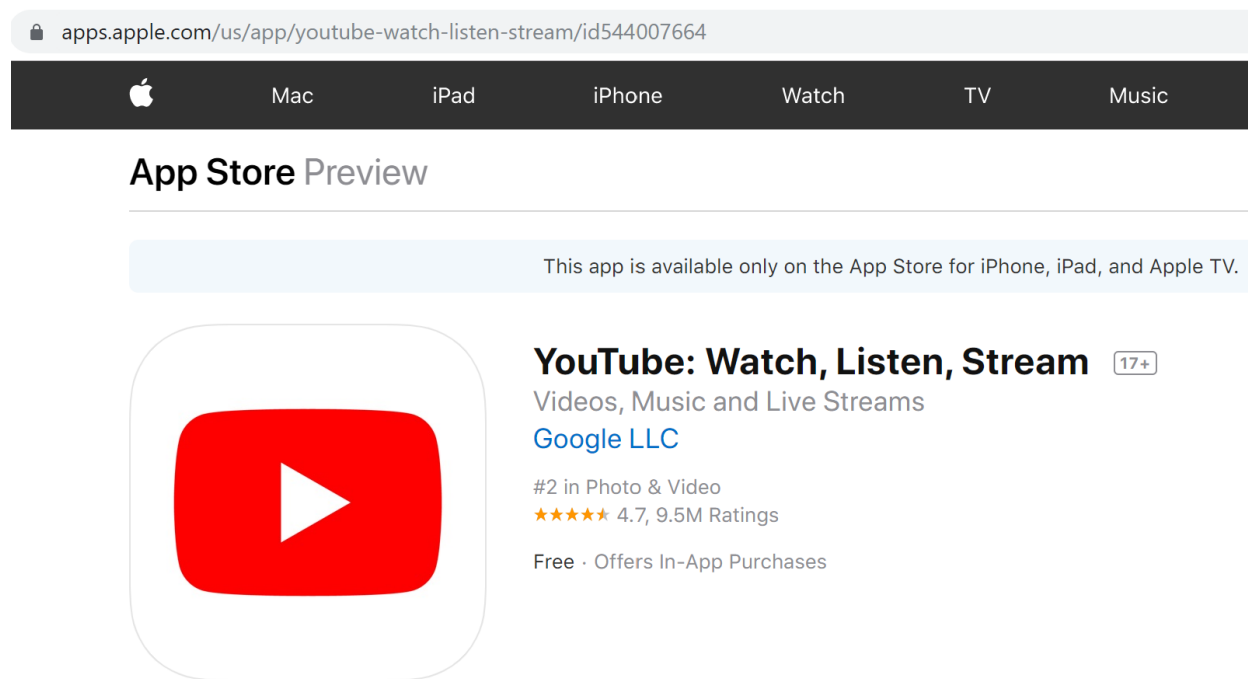 apps.apple.com/us/app/youtube-watch-listen-stream/id544007664
Mac iPad iPhone Watch TV Music
App Store Preview
This app is available only on the App Store for iPhone, iPad, and Apple TV.
YouTube: Watch, Listen, Stream 17+
Videos, Music and Live Streams
Google LLC
#2 in Photo & Video
4.7, 9.5M Ratings
Free · Offers In-App Purchases